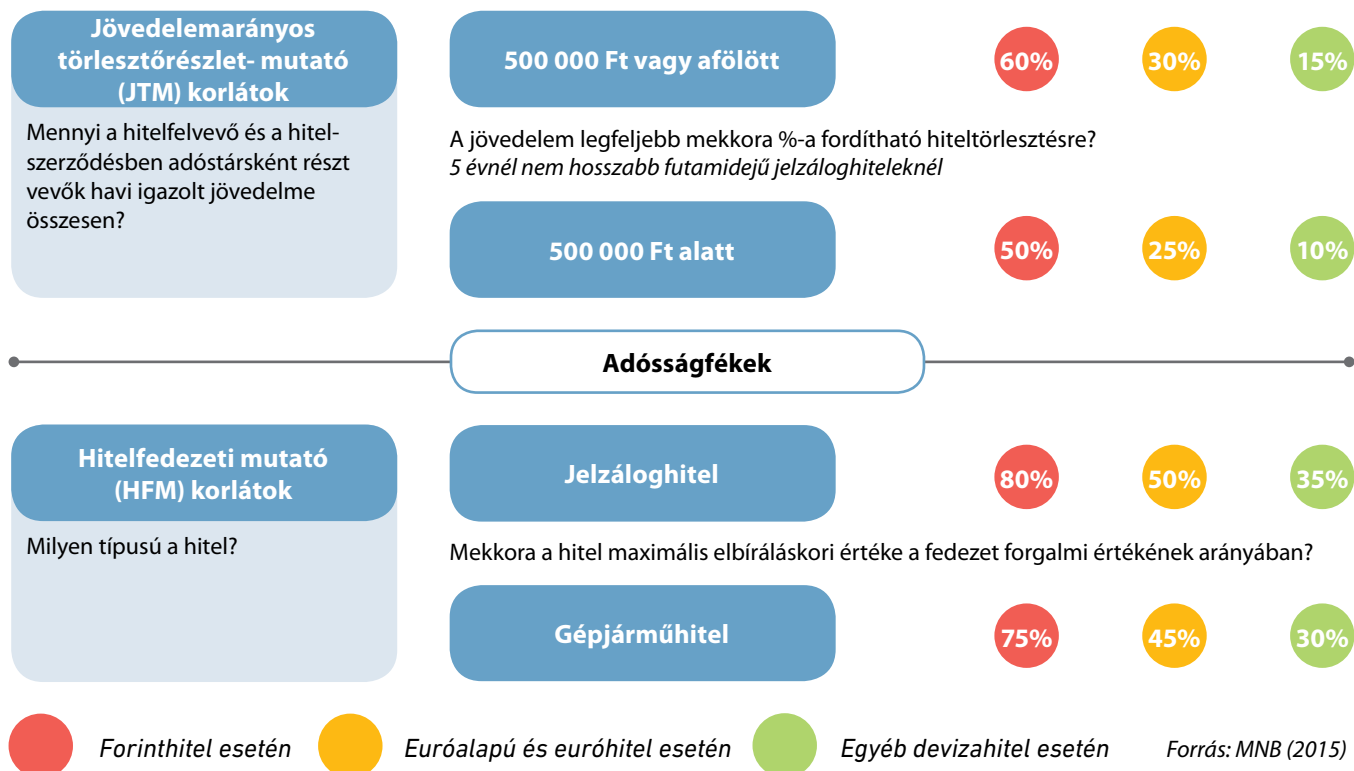 Jövedelemarányos
törlesztőrészlet- mutató
(JTM) korlátok
Mennyi a hitelfelvevő és a hitel-
szerződésben adóstársként részt
vevők havi igazolt jövedelme
összesen?
500 000 Ft vagy afölött
60%
30%
15%
A jövedelem legfeljebb mekkora %-a fordítható hiteltörlesztésre?
5 évnél nem hosszabb futamidejű jelzáloghiteleknél
500 000 Ft alatt
50%
25%
10%
Adósságfékek
Hitelfedezeti mutató
(HFM) korlátok
Milyen típusú a hitel?
Jelzáloghitel
80%
50%
35%
Mekkora a hitel maximális elbíráláskori értéke a fedezet forgalmi értékének arányában?
Gépjárműhitel
75%
45%
30%
Forinthitel esetén
Euróalapú és euróhitel esetén
Egyéb devizahitel esetén
Forrás: MNB (2015)